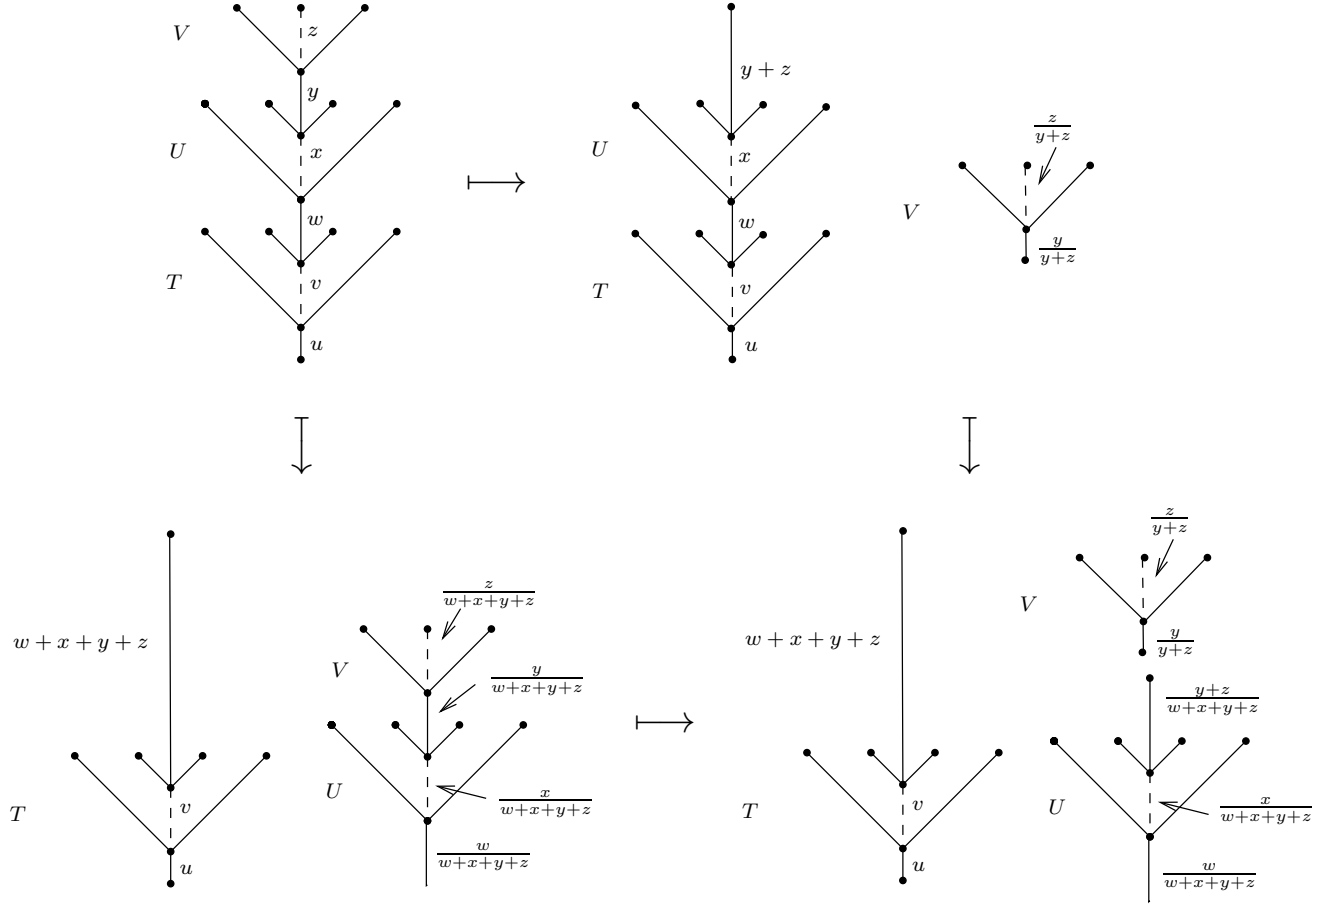 V
z
y
U
x
w
T
v
u
y + z
U
x
w
T
v
u
z/(y+z)
V
y/(y+z)
w + x + y + z
T
v
u
z/(w+x+y+z)
V
y/(w+x+y+z)
U
x/(w+x+y+z)
w/(w+x+y+z)
w + x + y + z
T
v
u
z/(y+z)
V
y/(y+z)
(y+z)/(w+x+y+z)
U
x/(w+x+y+z)
w/(w+x+y+z)